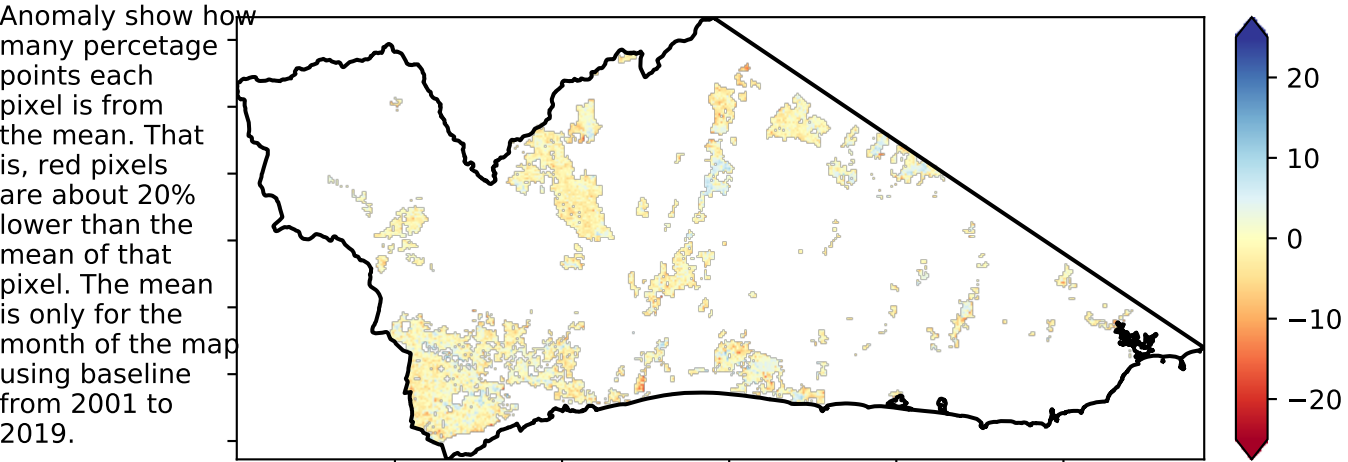 Anomaly show how
many percetage
points each
pixel is from
the mean. That
is, red pixels
are about 20%
lower than the
mean of that
pixel. The mean
is only for the
month of the map
using baseline
from 2001 to
2019.
20
10
0
−10
−20